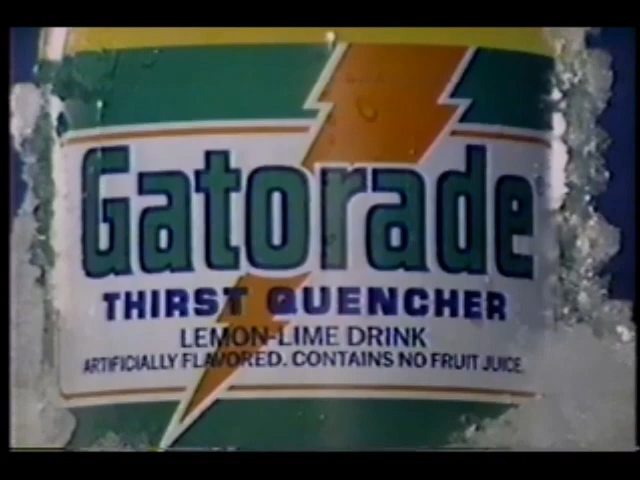 Gatorade
THIRST QUENCHER
LEMON-LIME DRINK
ARTIFICIALLY FLAVORED. CONTAINS NO FRUIT JUICE.